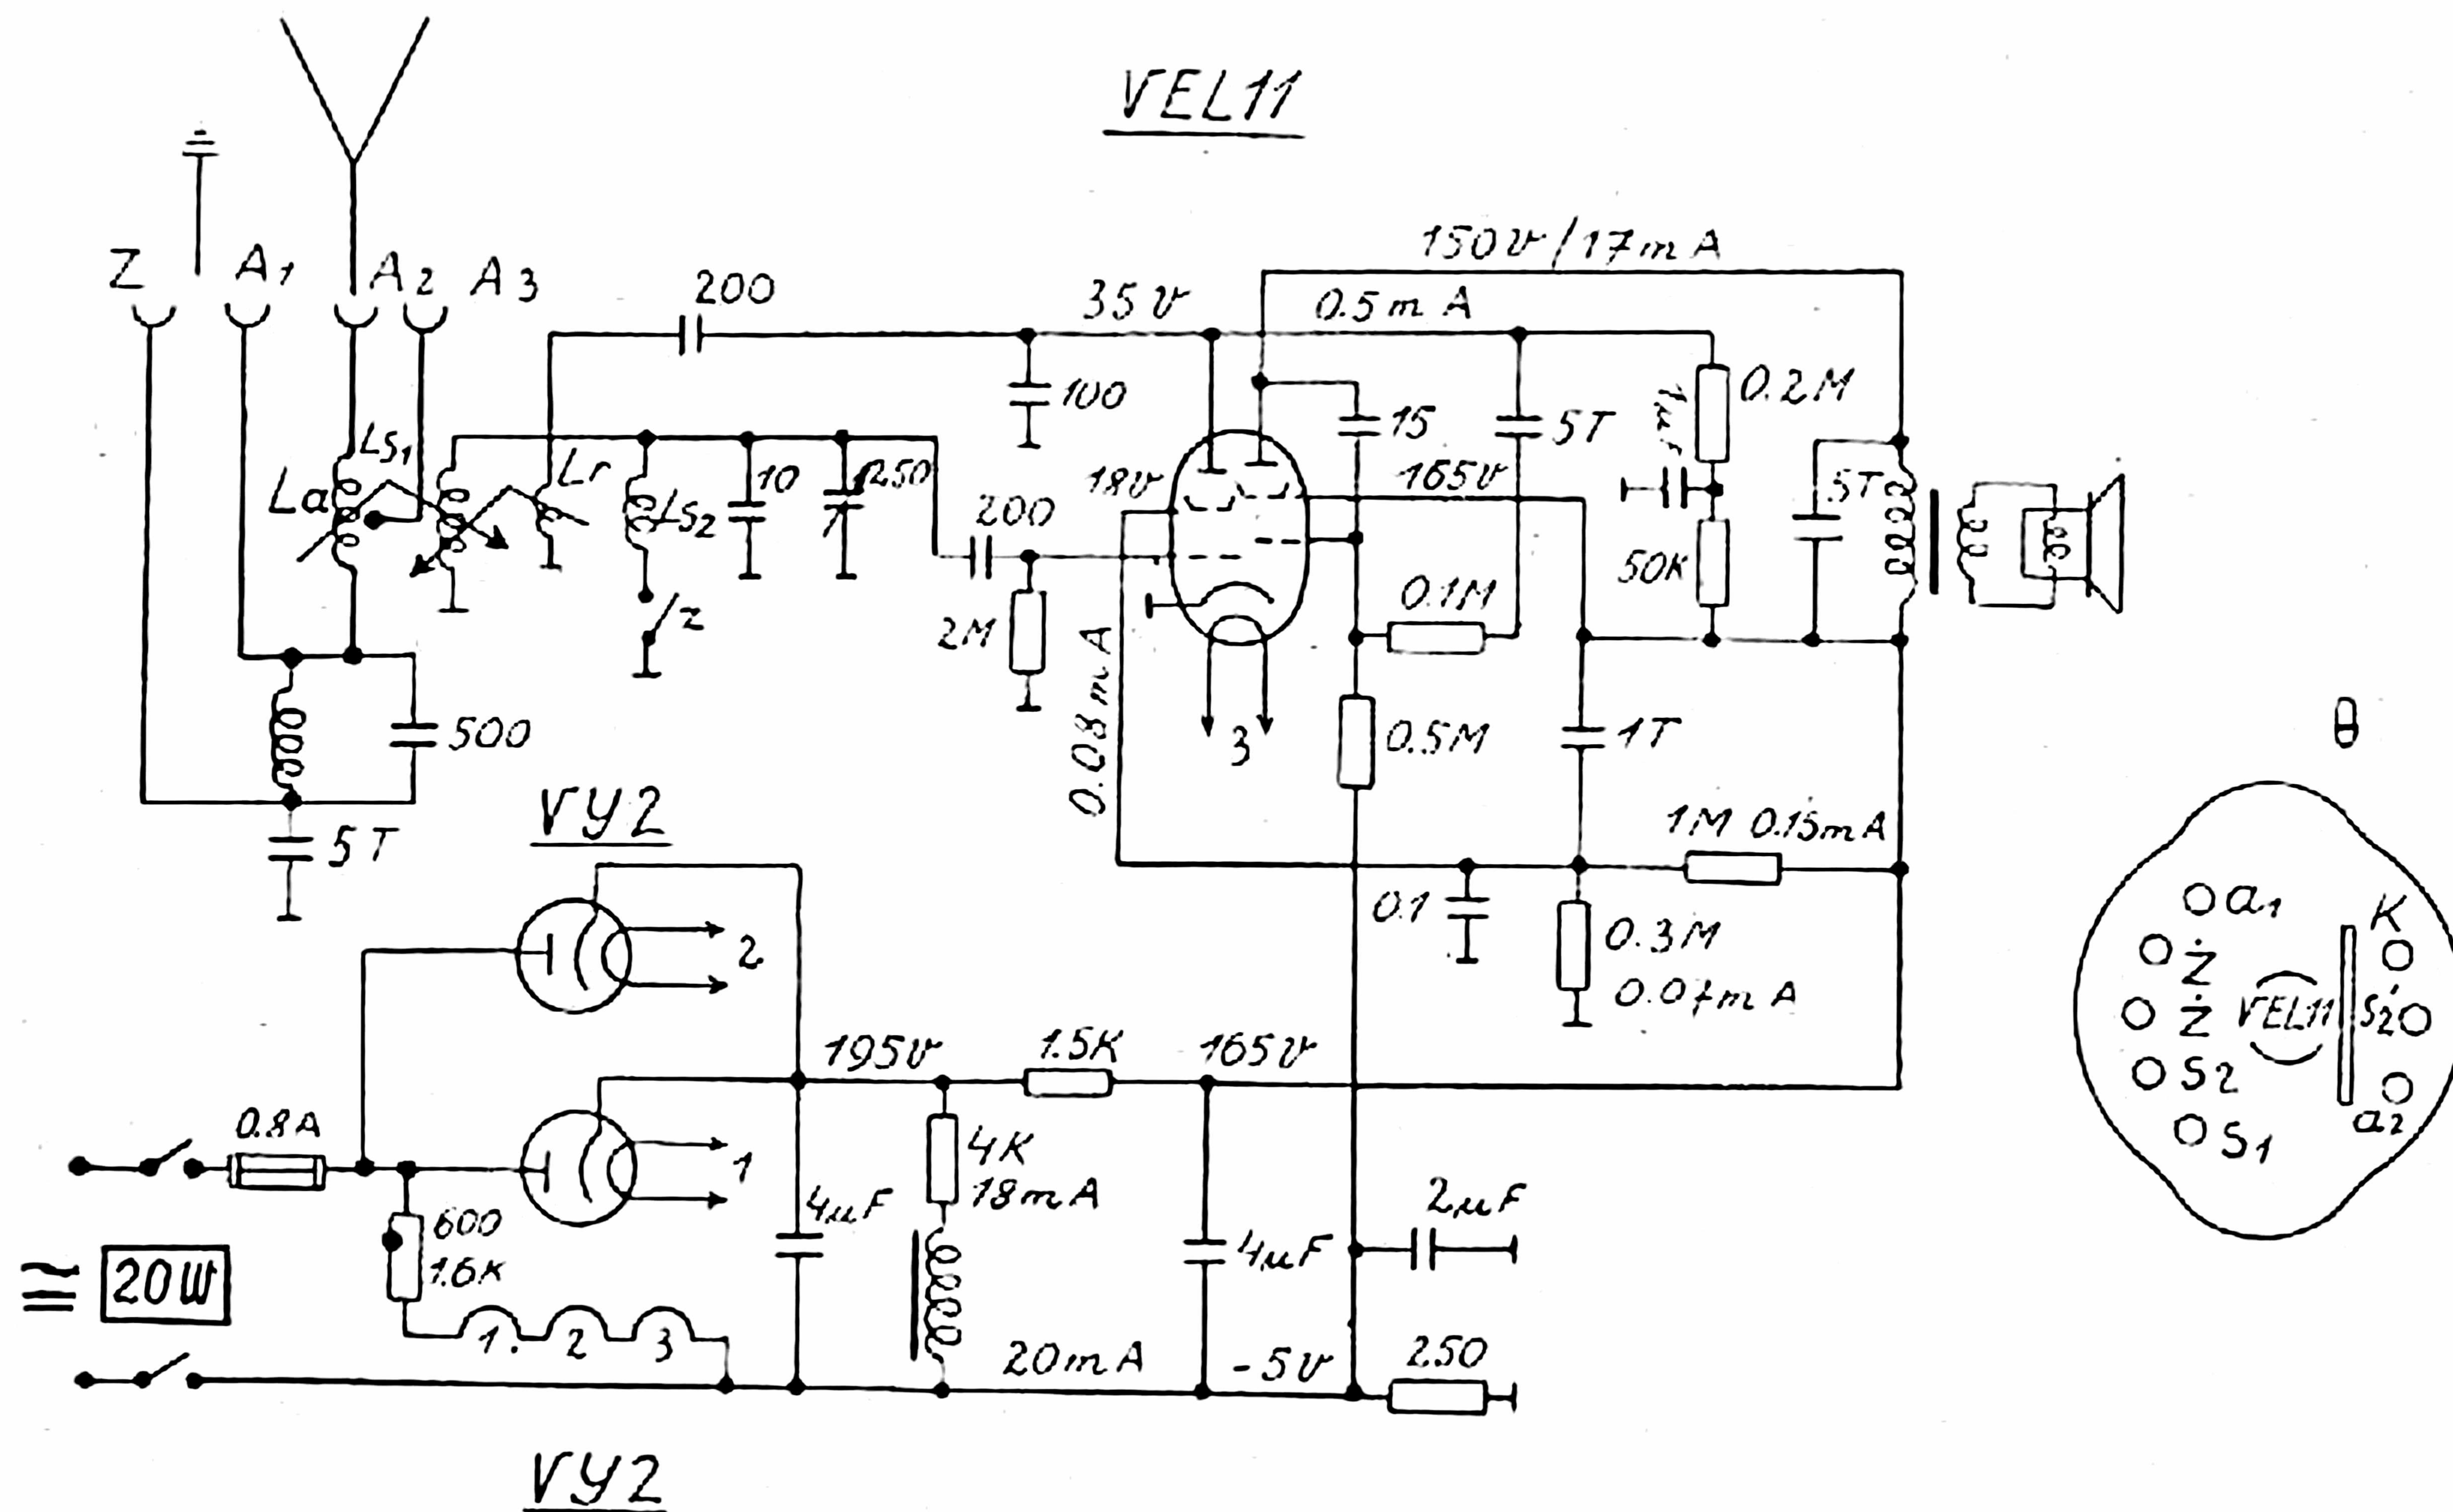 VEL11
Z
A1
A2
A3
200
35V
0.5mA
150V/17mA
100
15
5T
0.2M
La
Ls1
Lr
Ls2
10
250
200
18V
165V
50K
5T
2M
0.1M
z
0.08mA
3
0.5M
1T
500
5T
VY2
1M 0.15mA
0.1
0.3M
0.07mA
2
195V
1.5K
165V
0.8A
1
4K
18mA
4µF
4µF
2µF
600
1.6K
≂
20W
1.
2
3
20mA
-5V
250
VY2
a1
K
Ż
Ż
VEL11
S2'
S2
a2
S1